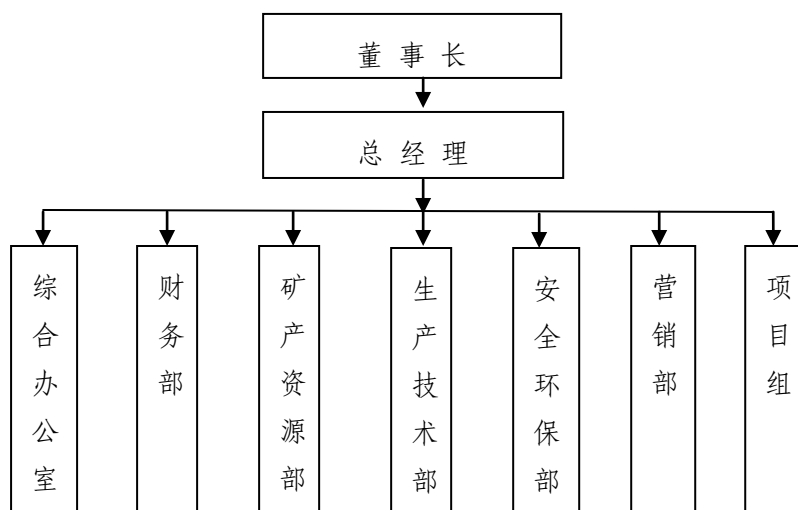 董事长
总经理
综合办公室
财务部
矿产资源部
生产技术部
安全环保部
营销部
项目组